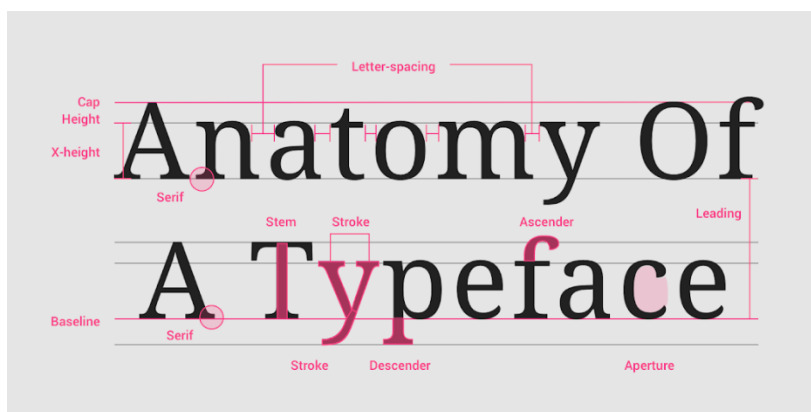 Letter-spacing
Cap
Height
X-height
Anatomy Of
Serif
Leading
Stem Stroke Ascender
A Typeface
Baseline
Serif
Stroke Descender Aperture